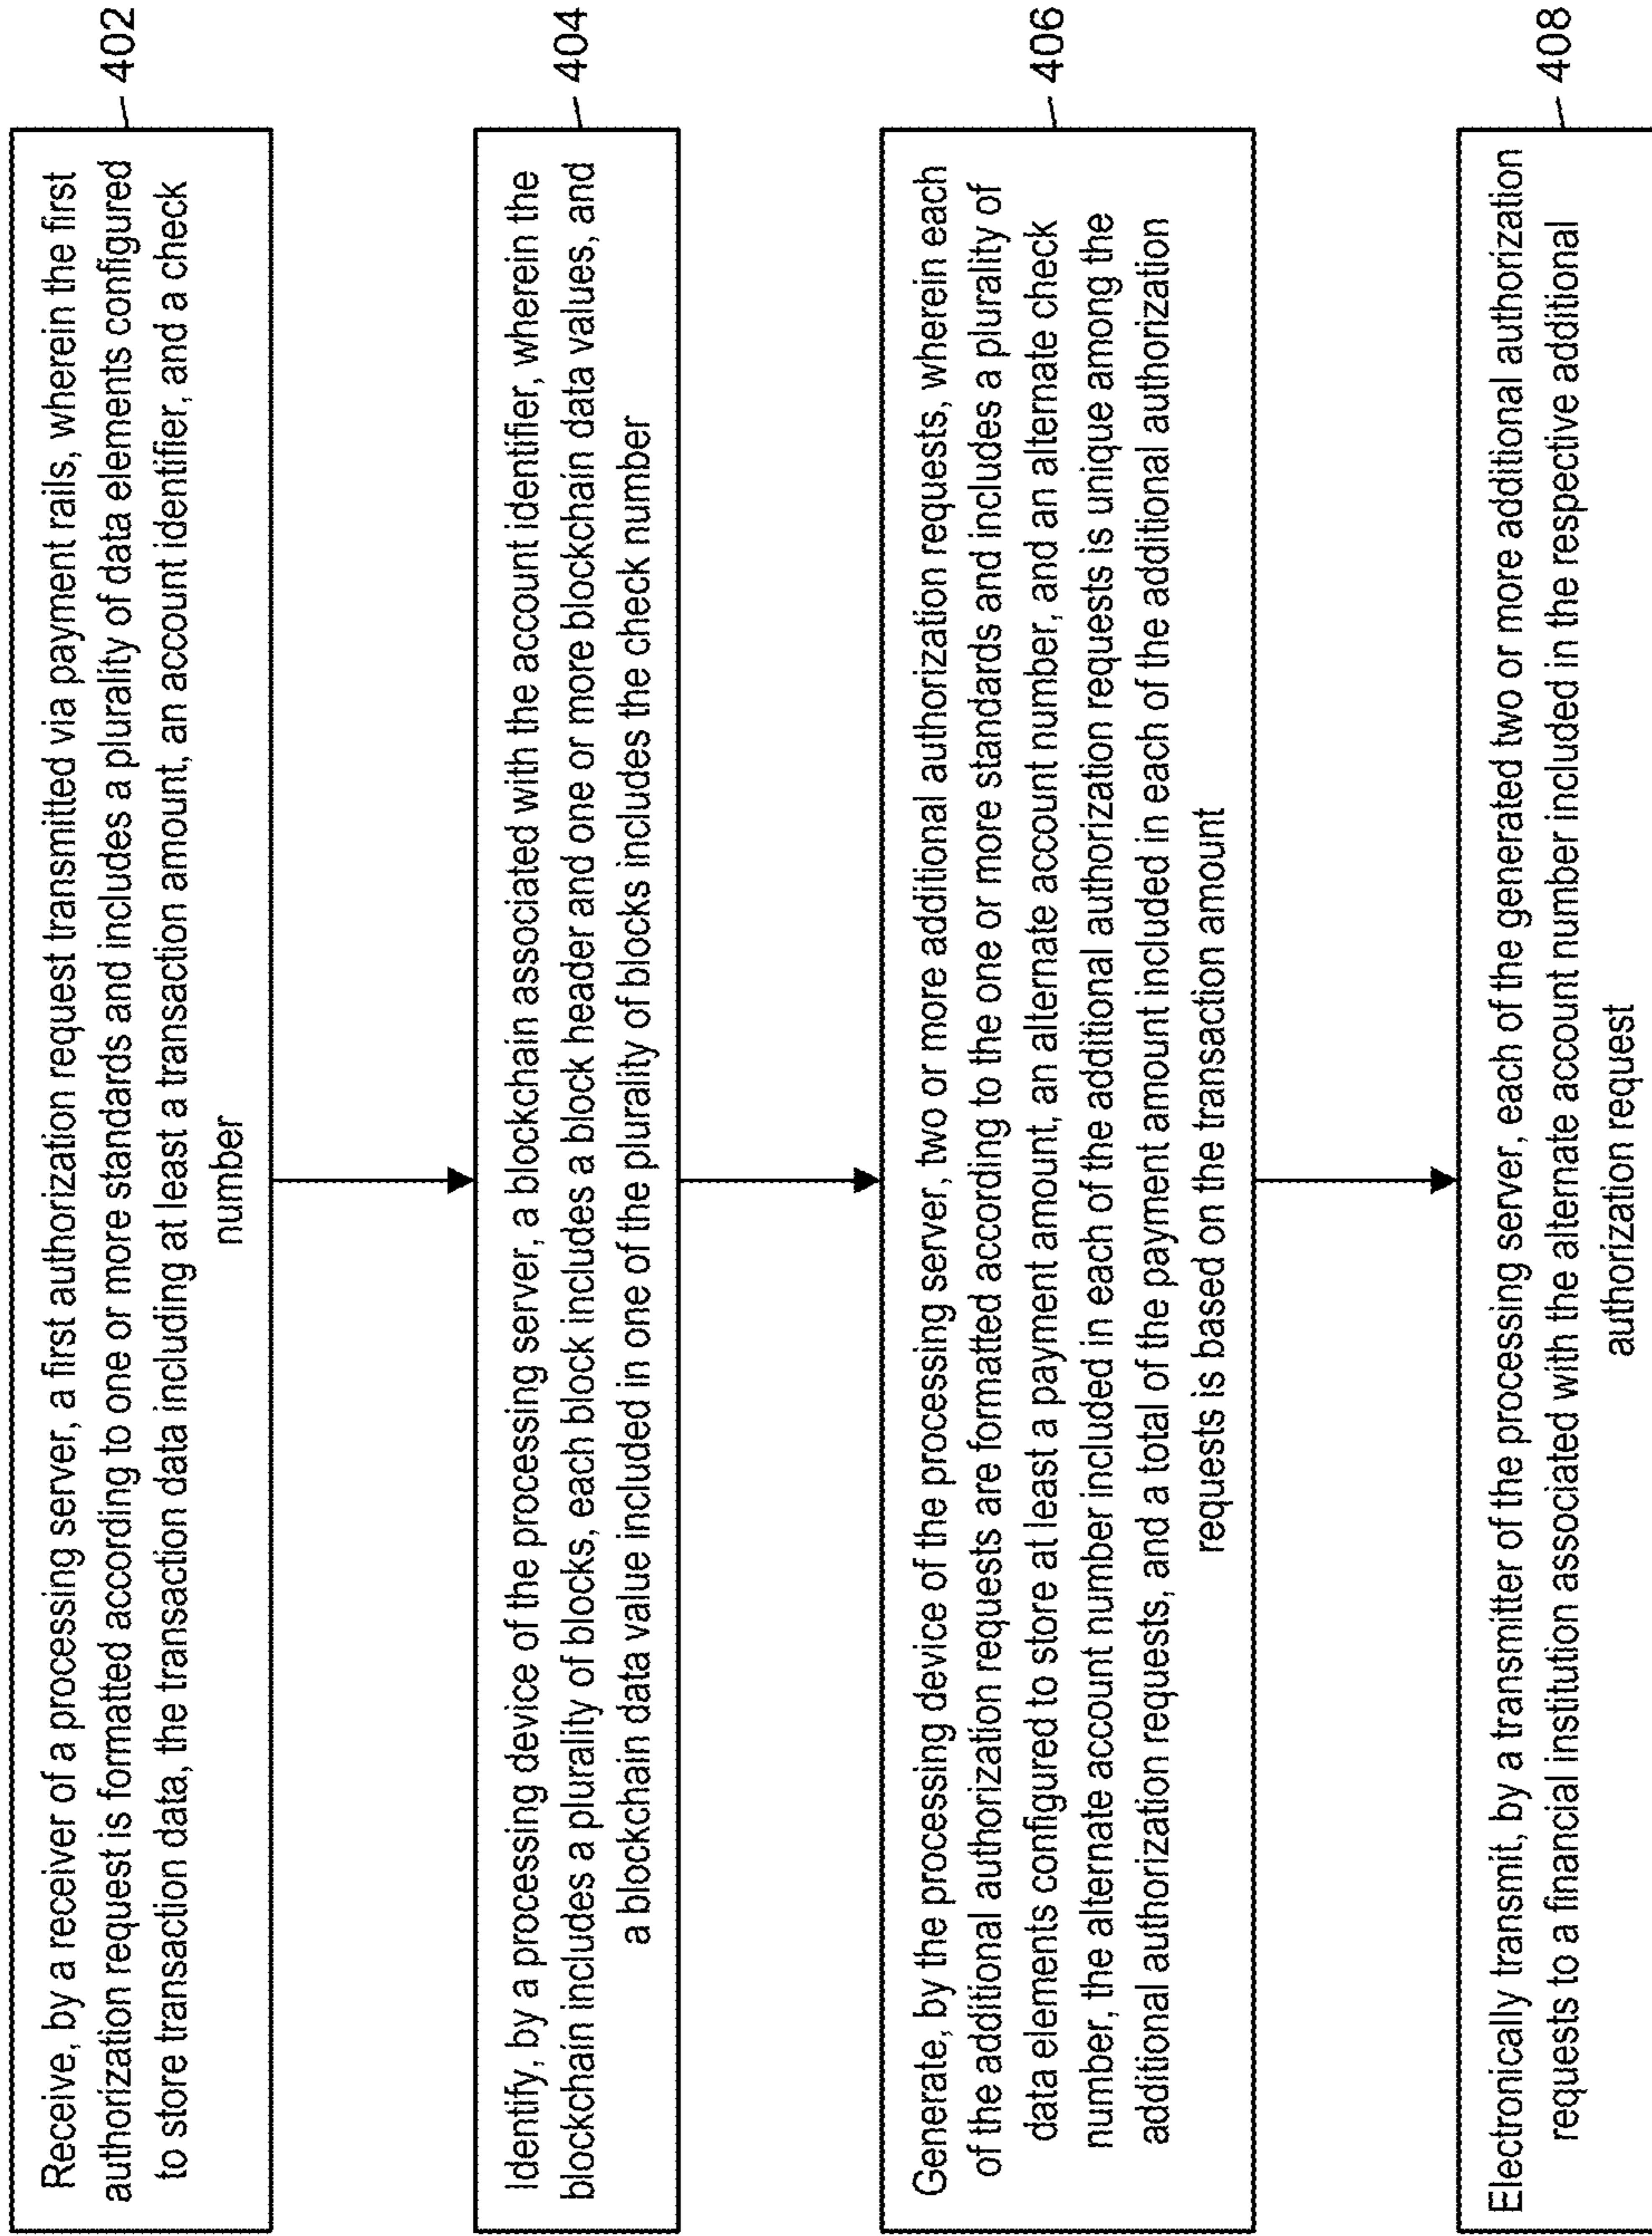 Receive, by a receiver of a processing server, a first authorization request transmitted via payment rails, wherein the first
authorization request is formatted according to one or more standards and includes a plurality of data elements configured
to store transaction data, the transaction data including at least a transaction amount, an account identifier, and a check
number
402
Identify, by a processing device of the processing server, a blockchain associated with the account identifier, wherein the
blockchain includes a plurality of blocks, each block includes a block header and one or more blockchain data values, and
a blockchain data value included in one of the plurality of blocks includes the check number
404
Generate, by the processing device of the processing server, two or more additional authorization requests, wherein each
of the additional authorization requests are formatted according to the one or more standards and includes a plurality of
data elements configured to store at least a payment amount, an alternate account number, and an alternate check
number, the alternate account number included in each of the additional authorization requests is unique among the
additional authorization requests, and a total of the payment amount included in each of the additional authorization
requests is based on the transaction amount
406
Electronically transmit, by a transmitter of the processing server, each of the generated two or more additional authorization
requests to a financial institution associated with the alternate account number included in the respective additional
authorization request
408